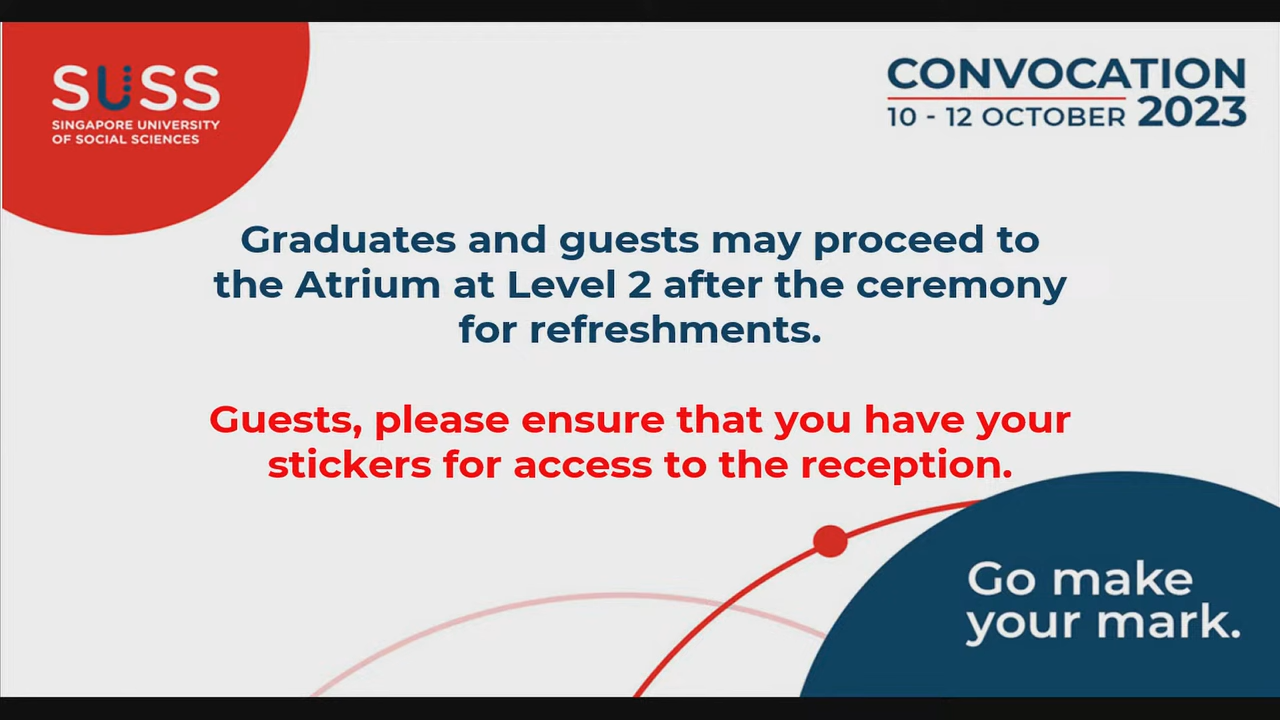 SUSS
SINGAPORE UNIVERSITY
OF SOCIAL SCIENCES
CONVOCATION
10 - 12 OCTOBER 2023
Graduates and guests may proceed to
the Atrium at Level 2 after the ceremony
for refreshments.
Guests, please ensure that you have your
stickers for access to the reception.
Go make
your mark.